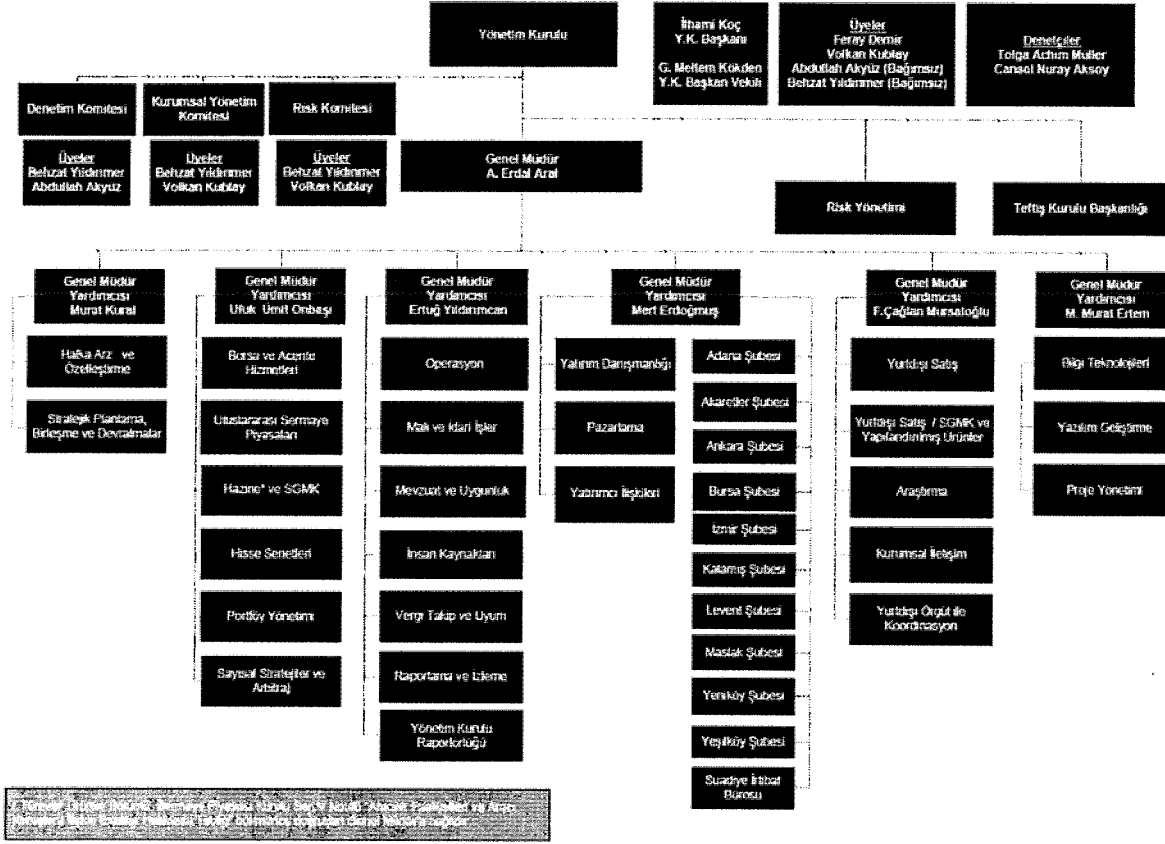 Yönetim Kurulu
İlhami Koç
Y.K. Başkanı
G. Meltem Kökden
Y.K. Başkan Vekili
Üyeler
Feray Demir
Volkan Kublay
Abdullah Akyüz (Bağımsız)
Behzat Yıldırımer (Bağımsız)
Denetçiler
Tolga Achim Müller
Cansel Nuray Aksoy
Denetim Komitesi
Kurumsal Yönetim
Komitesi
Risk Komitesi
Üyeler
Behzat Yıldırımer
Abdullah Akyüz
Üyeler
Behzat Yıldırımer
Volkan Kublay
Üyeler
Behzat Yıldırımer
Volkan Kublay
Genel Müdür
A. Erdal Aral
Risk Yönetimi
Teftiş Kurulu Başkanlığı
Genel Müdür
Yardımcısı
Murat Kural
Halka Arz ve
Özelleştirme
Stratejik Planlama,
Birleşme ve Devralmalar
Genel Müdür
Yardımcısı
Ufuk Ümit Onbaşı
Borsa ve Acente
Hizmetleri
Uluslararası Sermaye
Piyasaları
Hazine* ve SGMK
Hisse Senetleri
Portföy Yönetimi
Sayısal Stratejiler ve
Arbitraj
Genel Müdür
Yardımcısı
Ertuğ Yıldırımcan
Operasyon
Mali ve İdari İşler
Mevzuat ve Uygunluk
İnsan Kaynakları
Vergi Takip ve Uyum
Raporlama ve İzleme
Yönetim Kurulu
Raportörlüğü
Genel Müdür
Yardımcısı
Mert Erdoğmuş
Yatırım Danışmanlığı
Pazarlama
Yatırımcı İlişkileri
Adana Şubesi
Akaretler Şubesi
Ankara Şubesi
Bursa Şubesi
İzmir Şubesi
Kalamış Şubesi
Levent Şubesi
Maslak Şubesi
Yeniköy Şubesi
Yeşilköy Şubesi
Suadiye İrtibat
Bürosu
Genel Müdür
Yardımcısı
F.Çağlan Mursaloğlu
Yurtdışı Satış
Yurtdışı Satış / SGMK ve
Yapılandırılmış Ürünler
Araştırma
Kurumsal İletişim
Yurtdışı Örgüt ile
Koordinasyon
Genel Müdür
Yardımcısı
M. Murat Ertem
Bilgi Teknolojileri
Yazılım Geliştirme
Proje Yönetimi